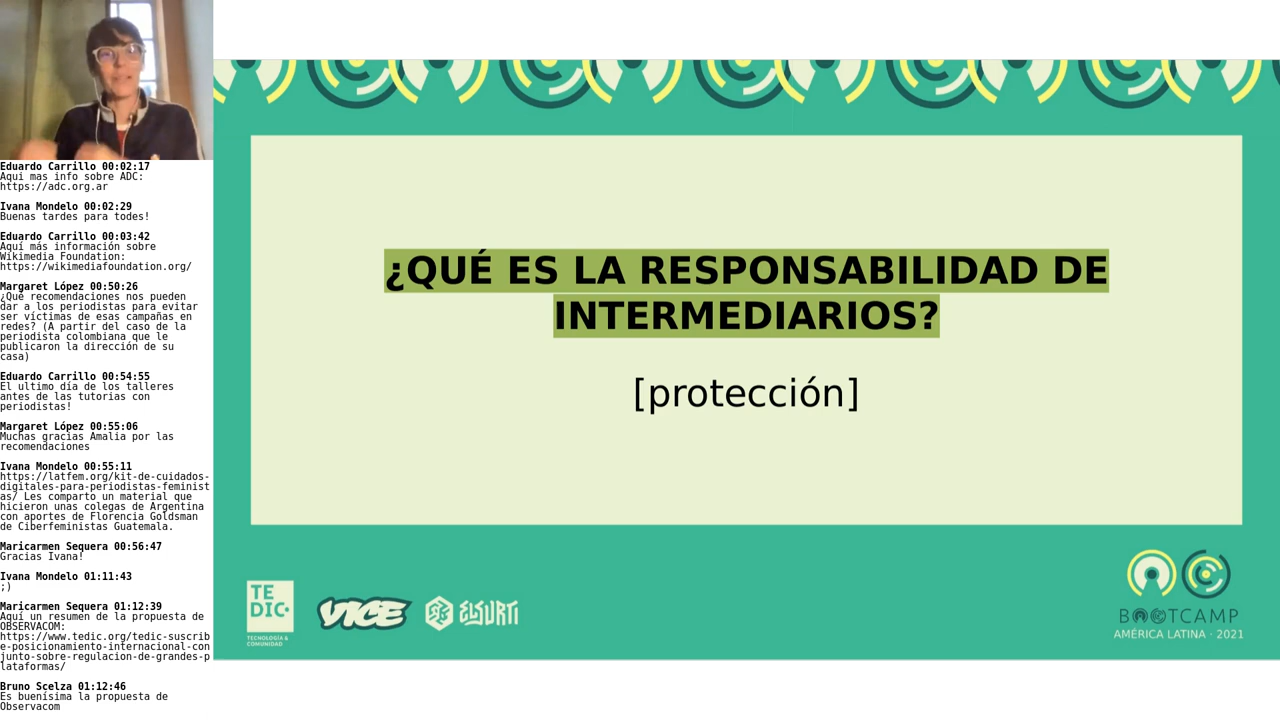 Eduardo Carrillo 00:02:17
Aqui mas info sobre ADC:
https://adc.org.ar
Ivana Mondelo 00:02:29
Buenas tardes para todes!
Eduardo Carrillo 00:03:42
Aquí más información sobre
Wikimedia Foundation:
https://wikimediafoundation.org/
Margaret López 00:50:26
¿Qué recomendaciones nos pueden
dar a los periodistas para evitar
ser víctimas de esas campañas en
redes? (A partir del caso de la
periodista colombiana que le
publicaron la dirección de su
casa)
Eduardo Carrillo 00:54:55
El ultimo día de los talleres
antes de las tutorias con
periodistas!
Margaret López 00:55:06
Muchas gracias Amalia por las
recomendaciones
Ivana Mondelo 00:55:11
https://latfem.org/kit-de-cuidados-
digitales-para-periodistas-feminist
as/ Les comparto un material que
hicieron unas colegas de Argentina
con aportes de Florencia Goldsman
de Ciberfeministas Guatemala.
Maricarmen Sequera 00:56:47
Gracias Ivana!
Ivana Mondelo 01:11:43
;)
Maricarmen Sequera 01:12:39
Aquí un resumen de la propuesta de
OBSERVACOM:
https://www.tedic.org/tedic-suscrib
e-posicionamiento-internacional-con
junto-sobre-regulacion-de-grandes-p
lataformas/
Bruno Scelza 01:12:46
Es buenísima la propuesta de
Observacom
¿QUÉ ES LA RESPONSABILIDAD DE
INTERMEDIARIOS?
[protección]
TE
DIC
TECNOLOGÍA &
COMUNIDAD
VICE
ELSURTI
BOOTCAMP
AMÉRICA LATINA · 2021